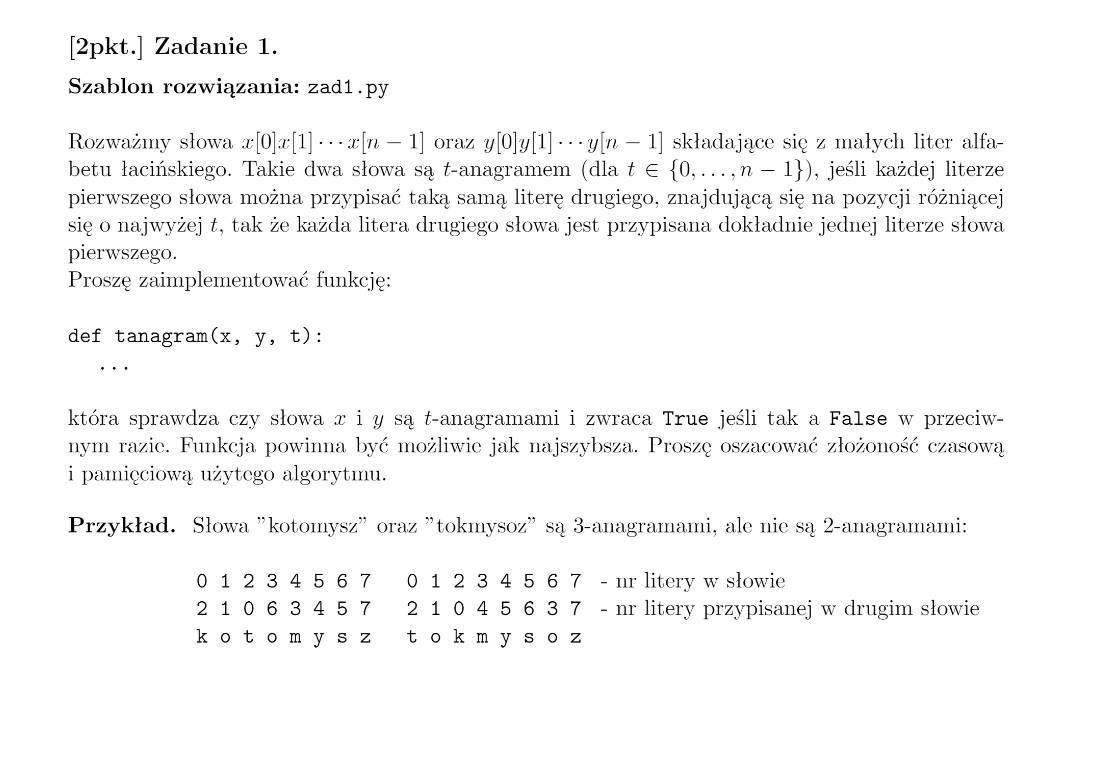 [2pkt.] Zadanie 1.
Szablon rozwiązania: zad1.py
Rozważmy słowa x[0]x[1] ··· x[n − 1] oraz y[0]y[1] ··· y[n − 1] składające się z małych liter alfa-
betu łacińskiego. Takie dwa słowa są t-anagramem (dla t ∈ {0, . . . , n − 1}), jeśli każdej literze
pierwszego słowa można przypisać taką samą literę drugiego, znajdującą się na pozycji różniącej
się o najwyżej t, tak że każda litera drugiego słowa jest przypisana dokładnie jednej literze słowa
pierwszego.
Proszę zaimplementować funkcję:
def tanagram(x, y, t):
...
która sprawdza czy słowa x i y są t-anagramami i zwraca True jeśli tak a False w przeciw-
nym razie. Funkcja powinna być możliwie jak najszybsza. Proszę oszacować złożoność czasową
i pamięciową użytego algorytmu.
Przykład. Słowa ”kotomysz” oraz ”tokmysoz” są 3-anagramami, ale nie są 2-anagramami:
0 1 2 3 4 5 6 7 0 1 2 3 4 5 6 7 - nr litery w słowie
2 1 0 6 3 4 5 7 2 1 0 4 5 6 3 7 - nr litery przypisanej w drugim słowie
k o t o m y s z t o k m y s o z